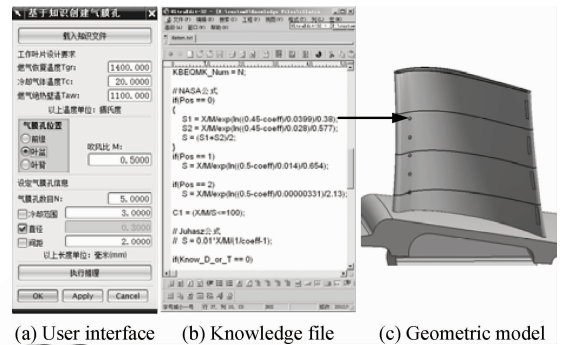 基于知识创建气膜孔
载入知识文件
工作叶片设计要求
燃气恢复温度Tgr: 1400.000
冷却气体温度Tc: 20.0000
燃气绝热壁温Taw: 1100.000
以上温度单位: 摄氏度
气膜孔位置
前缘
叶盆
叶背
吹风比 M:
0.5000
设定气膜孔信息
气膜孔数目N: 5.0000
冷却范围 3.0000
直径
间距 2.0000
以上长度单位: 毫米(mm)
执行推理
OK Apply Cancel
KBEQMK_Num = N;
//NASA公式
if(Pos == 0)
{
S1 = X/M/exp(ln((0.45-coeff)/0.0399)/0.38);
S2 = X/M/exp(ln((0.45-coeff)/0.028)/0.577);
S = (S1+S2)/2;
}
if(Pos == 1)
S = X/M/exp(ln((0.5-coeff)/0.014)/0.654);
if(Pos == 2)
S = X/M/exp(ln((0.5-coeff)/0.00000331)/2.13);
C1 = (X/M/S<=100);
// Juhasz公式
// S = 0.01*X/M/(1/coeff-1);
if(Know_D_or_T == 0)
(a) User interface (b) Knowledge file (c) Geometric model